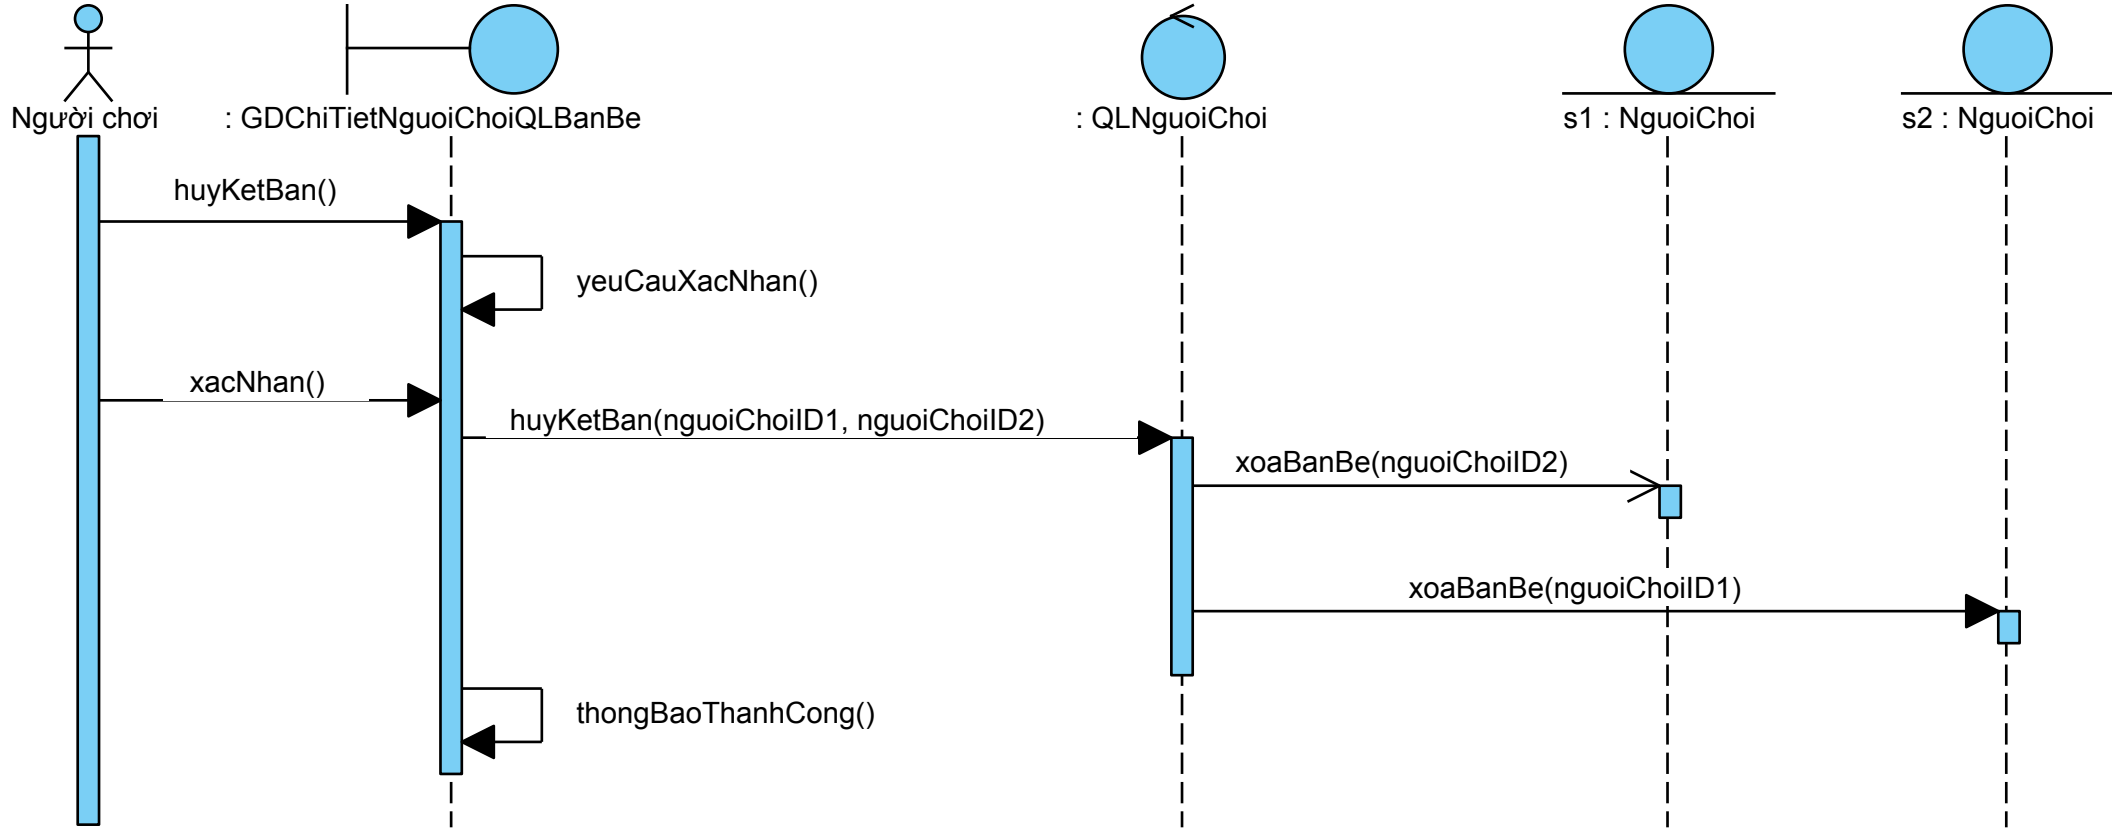 Người chơi
: GDChiTietNguoiChoiQLBanBe
: QLNguoiChoi
s1 : NguoiChoi
s2 : NguoiChoi
huyKetBan()
yeuCauXacNhan()
xacNhan()
huyKetBan(nguoiChoiID1, nguoiChoiID2)
xoaBanBe(nguoiChoiID2)
xoaBanBe(nguoiChoiID1)
thongBaoThanhCong()